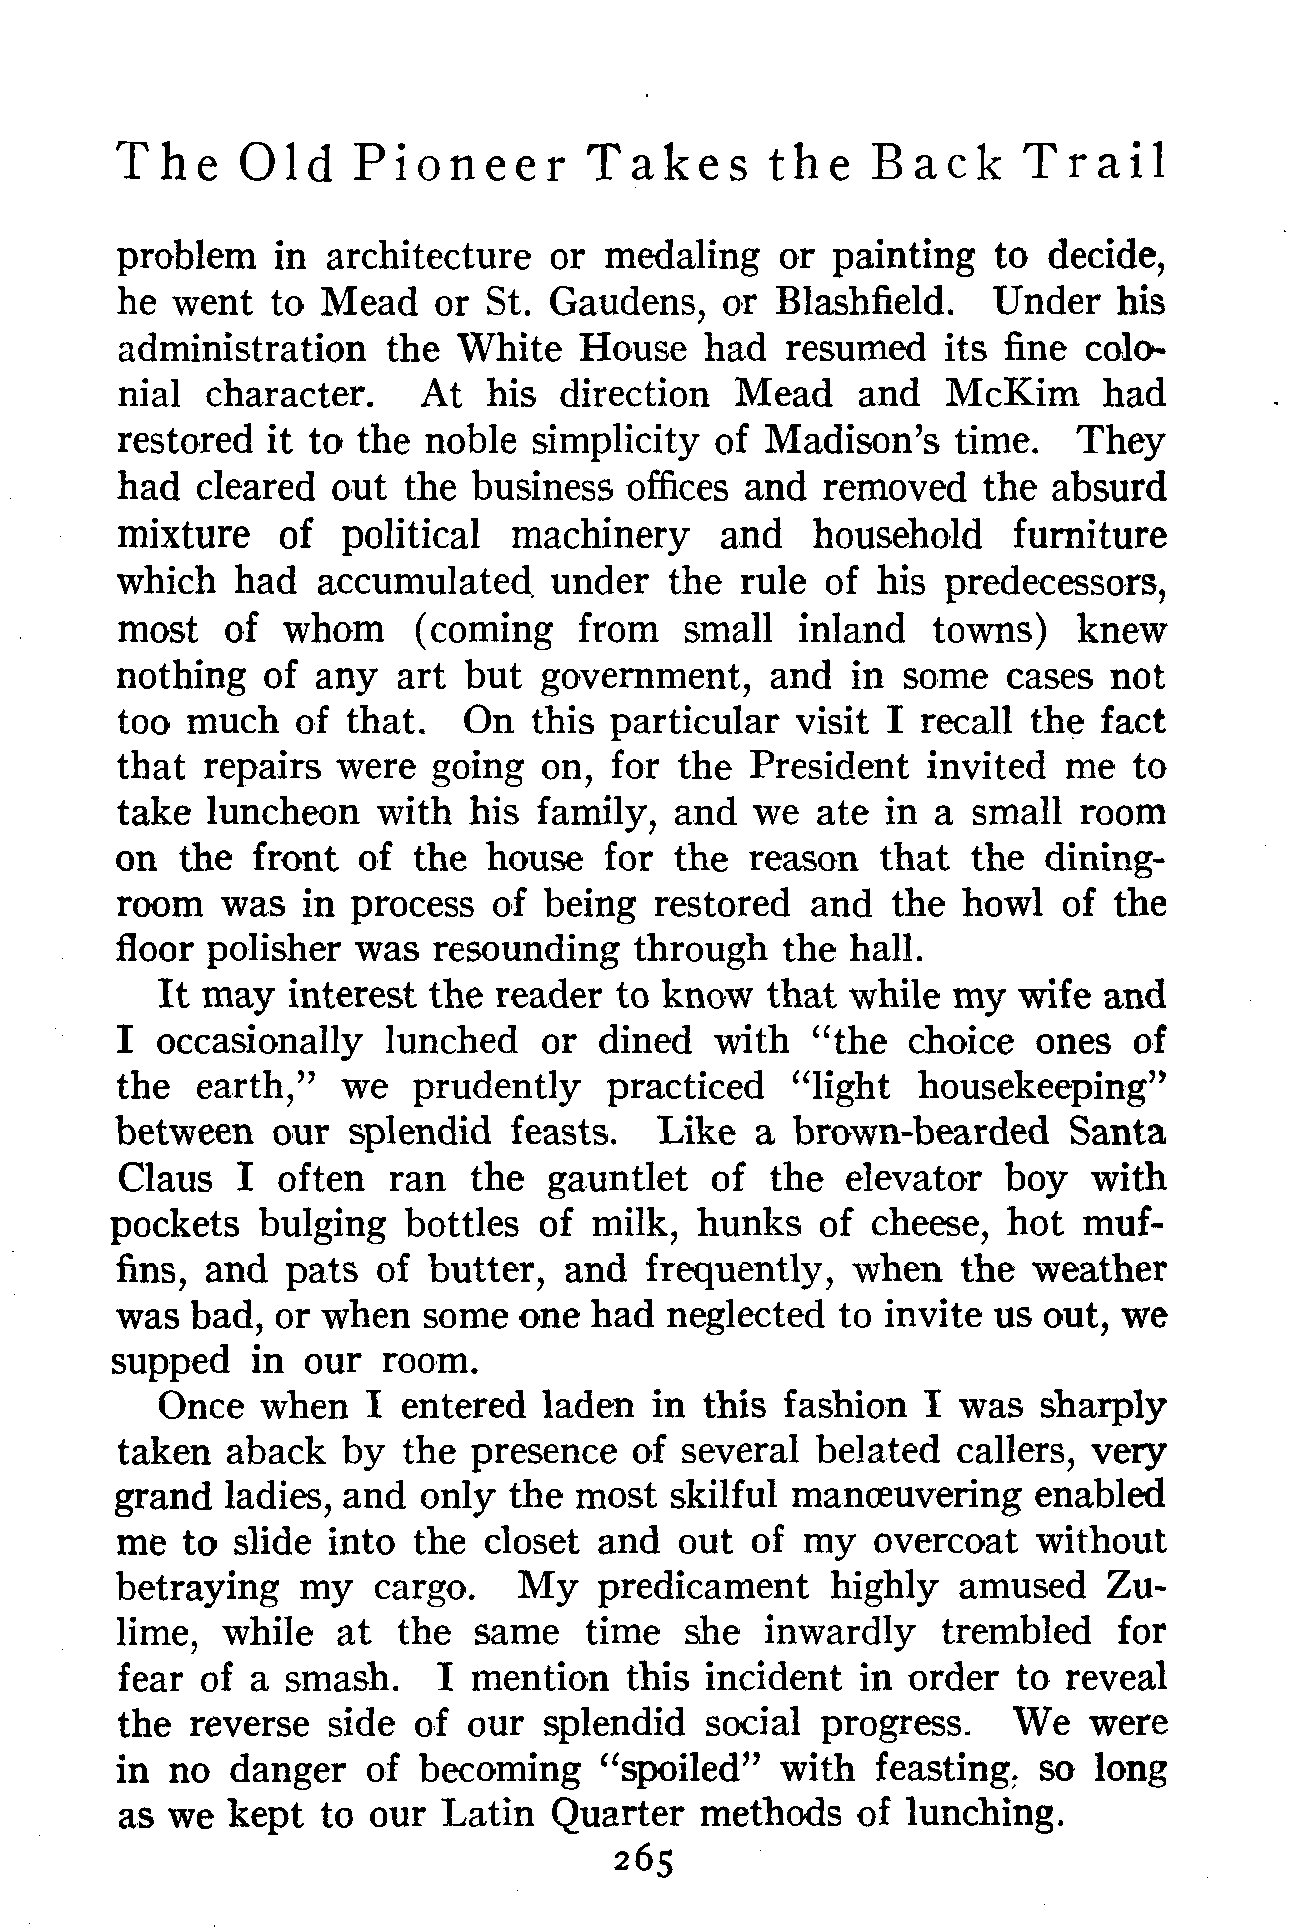 The Old Pioneer Takes the Back Trail
problem in architecture or medaling or painting to decide,
he went to Mead or St. Gaudens, or Blashfield. Under his
administration the White House had resumed its fine colo-
nial character. At his direction Mead and McKim had
restored it to the noble simplicity of Madison's time. They
had cleared out the business offices and removed the absurd
mixture of political machinery and household furniture
which had accumulated under the rule of his predecessors,
most of whom (coming from small inland towns) knew
nothing of any art but government, and in some cases not
too much of that. On this particular visit I recall the fact
that repairs were going on, for the President invited me to
take luncheon with his family, and we ate in a small room
on the front of the house for the reason that the dining-
room was in process of being restored and the howl of the
floor polisher was resounding through the hall.
It may interest the reader to know that while my wife and
I occasionally lunched or dined with "the choice ones of
the earth," we prudently practiced "light housekeeping"
between our splendid feasts. Like a brown-bearded Santa
Claus I often ran the gauntlet of the elevator boy with
pockets bulging bottles of milk, hunks of cheese, hot muf-
fins, and pats of butter, and frequently, when the weather
was bad, or when some one had neglected to invite us out, we
supped in our room.
Once when I entered laden in this fashion I was sharply
taken aback by the presence of several belated callers, very
grand ladies, and only the most skilful manœuvering enabled
me to slide into the closet and out of my overcoat without
betraying my cargo. My predicament highly amused Zu-
lime, while at the same time she inwardly trembled for
fear of a smash. I mention this incident in order to reveal
the reverse side of our splendid social progress. We were
in no danger of becoming "spoiled" with feasting, so long
as we kept to our Latin Quarter methods of lunching.
265